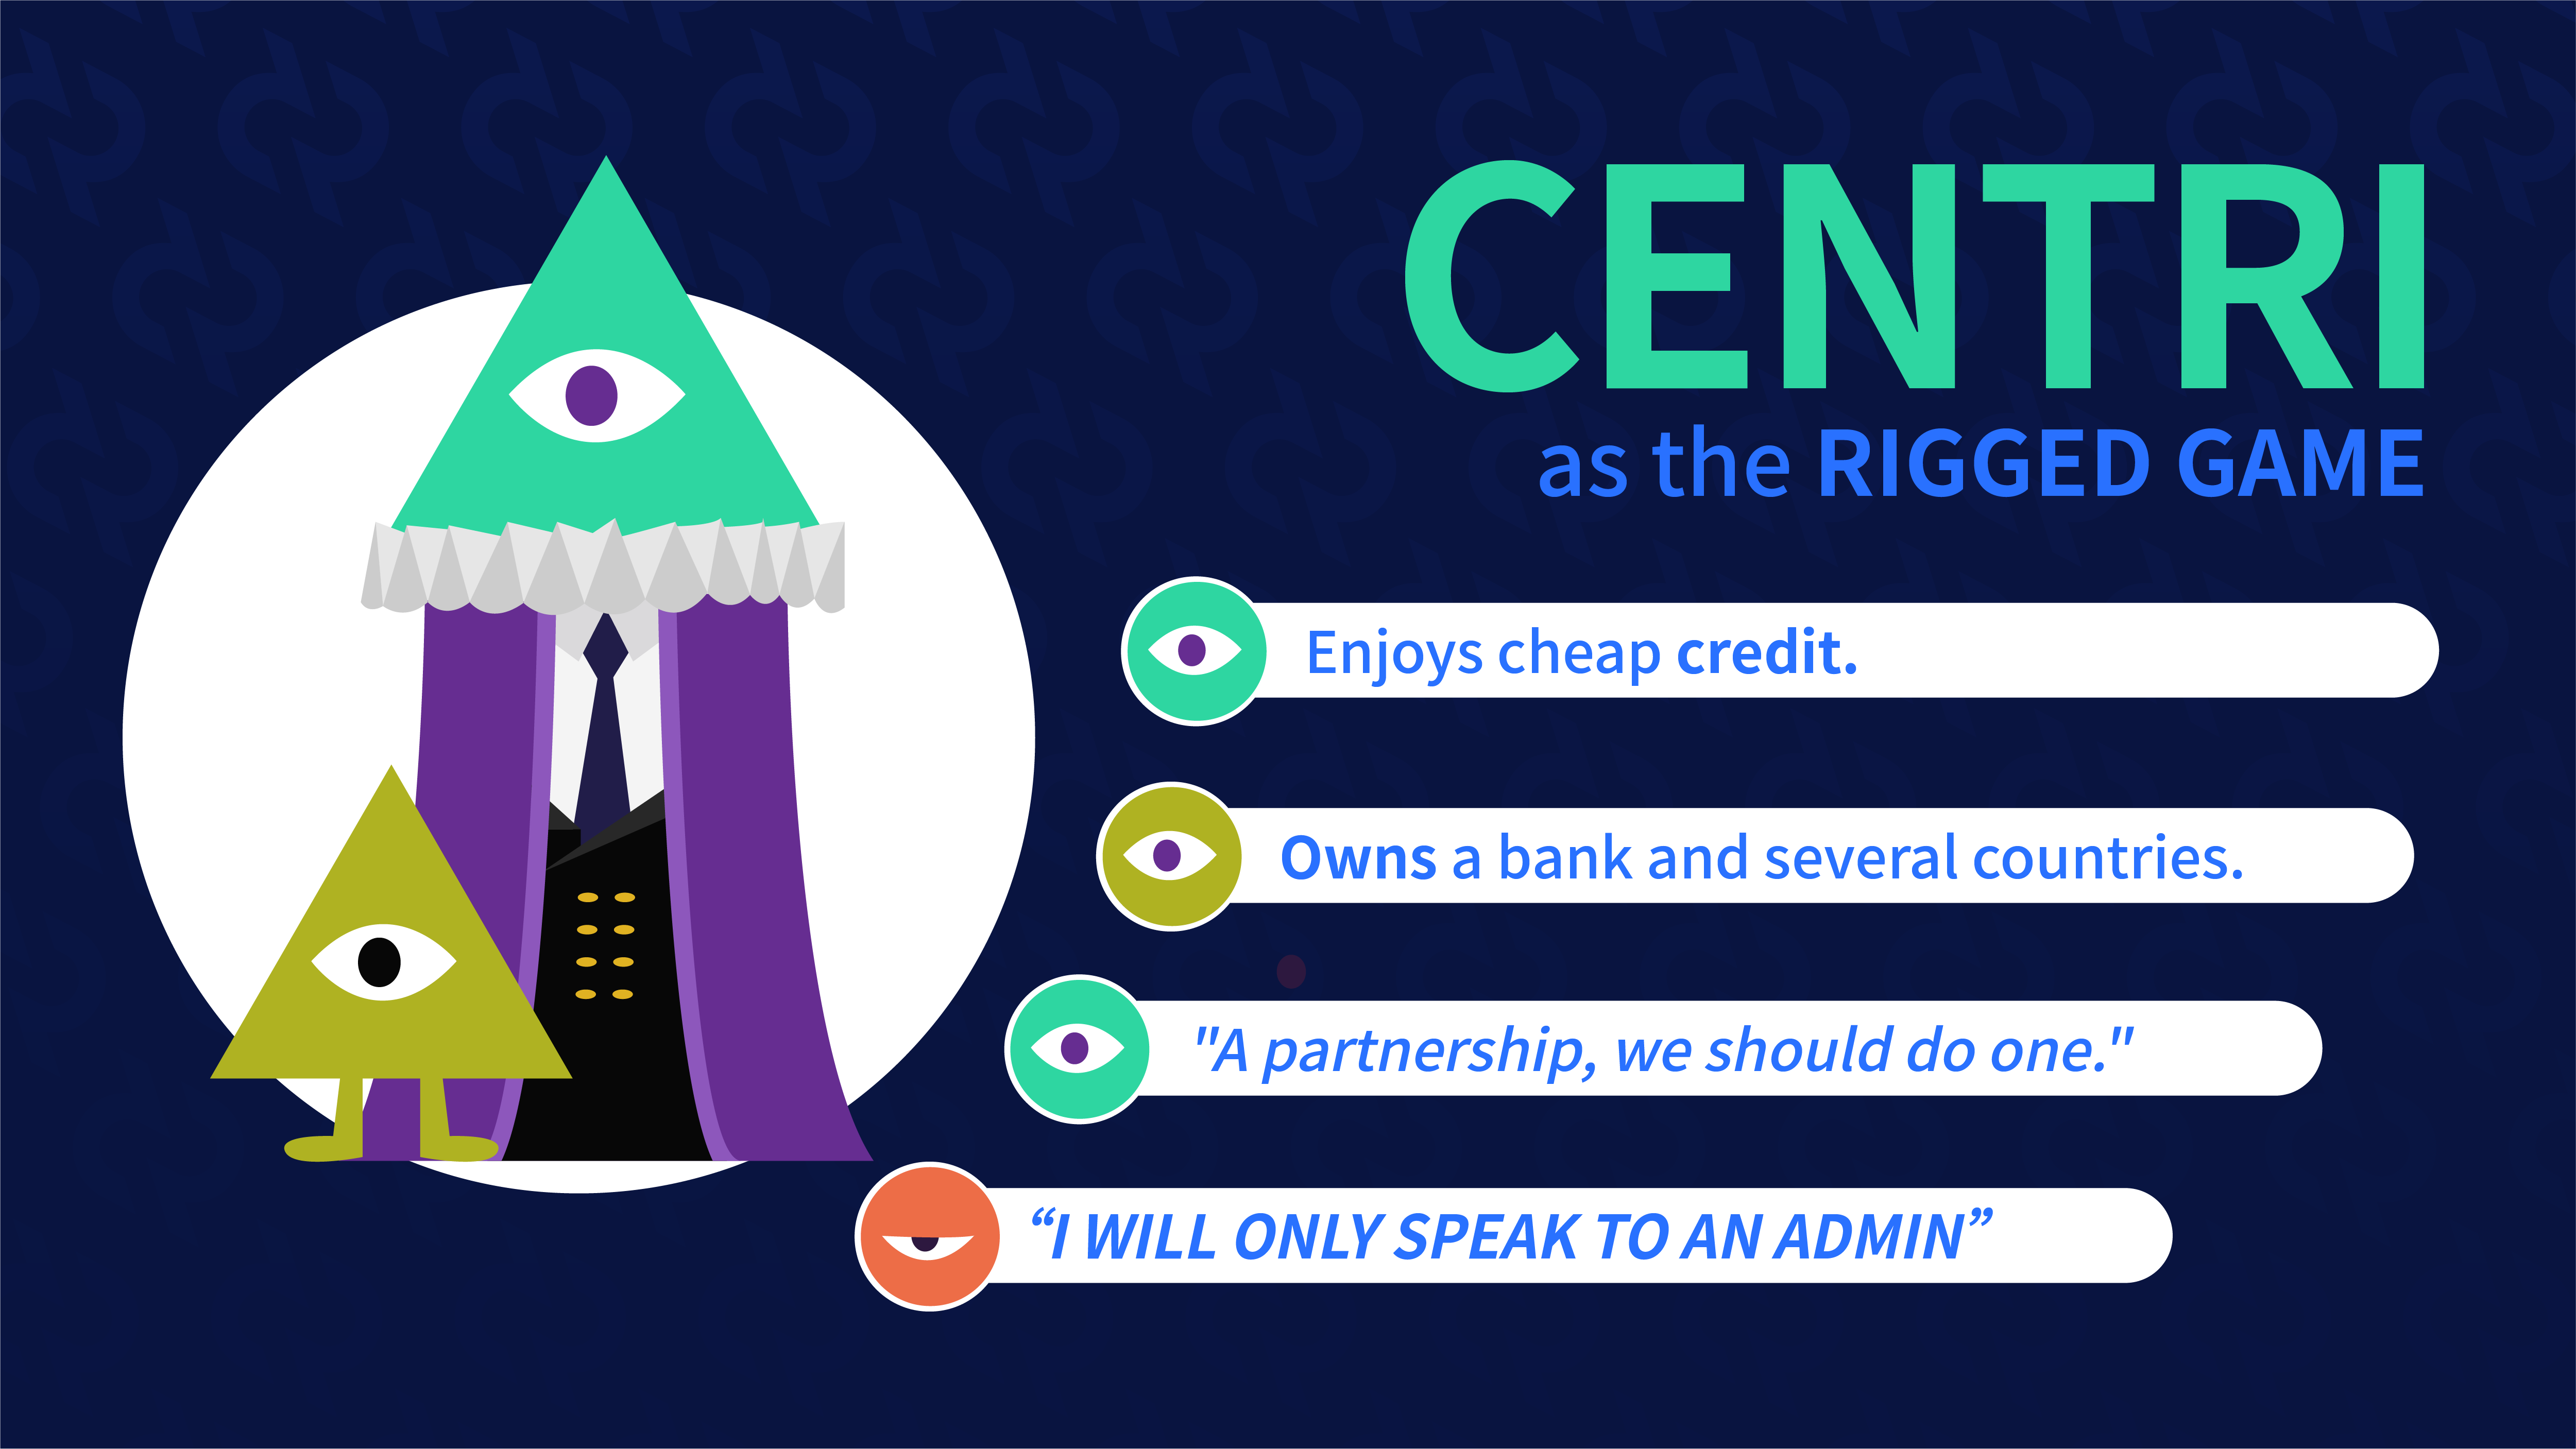 CENTRI
as the RIGGED GAME
Enjoys cheap credit.
Owns a bank and several countries.
"A partnership, we should do one."
“I WILL ONLY SPEAK TO AN ADMIN”